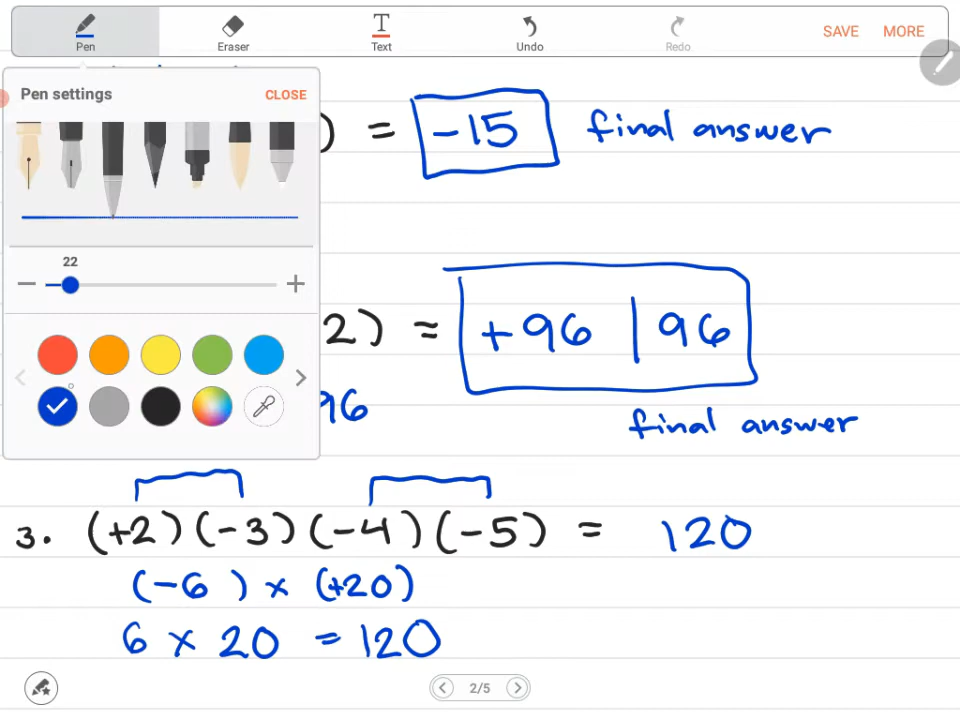 Pen Eraser Text Undo Redo SAVE MORE
Pen settings CLOSE
) = -15 final answer
22
2) = +96 | 96
96
final answer
3. (+2)(-3)(-4)(-5) = 120
(-6) x (+20)
6 x 20 = 120
2/5